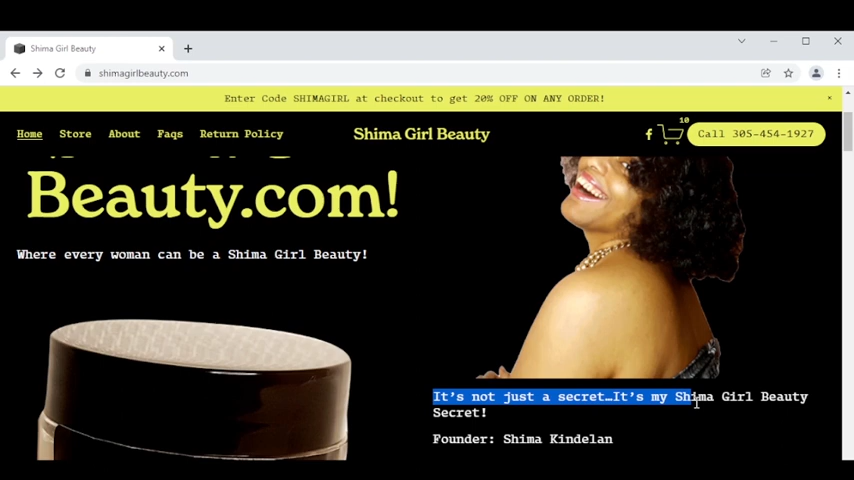 Shima Girl Beauty
shimagirlbeauty.com
Enter Code SHIMAGIRL at checkout to get 20% OFF ON ANY ORDER!
Home Store About Faqs Return Policy Shima Girl Beauty 10 Call 305-454-1927
Beauty.com!
Where every woman can be a Shima Girl Beauty!
It's not just a secret…It's my Shima Girl Beauty
Secret!
Founder: Shima Kindelan